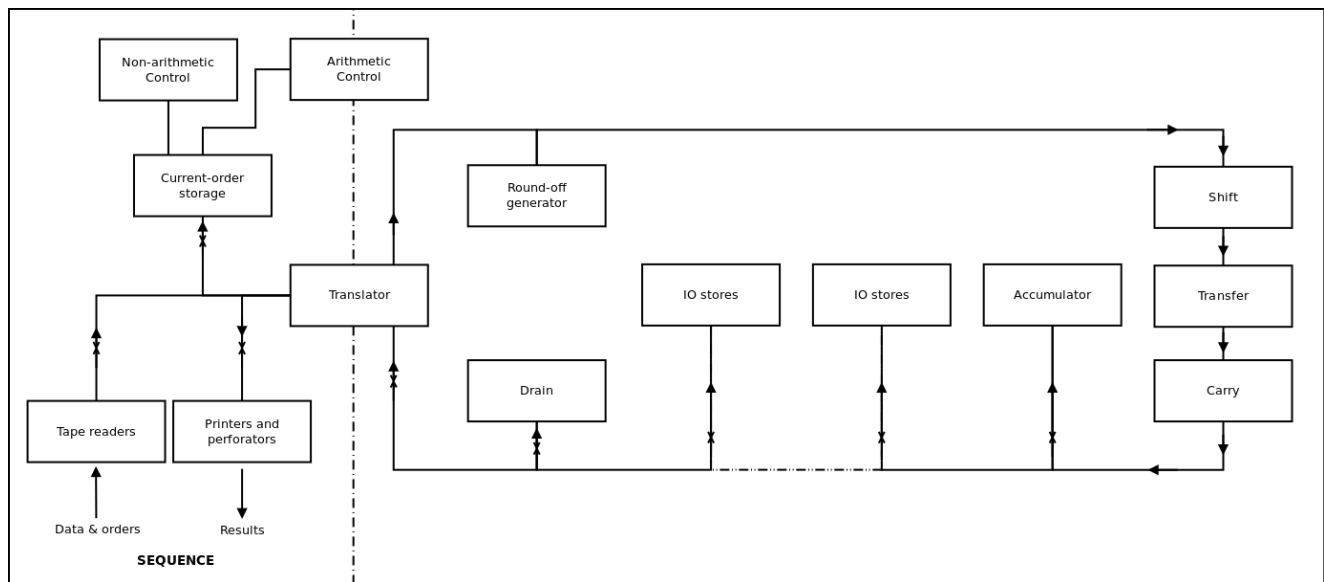 Non-arithmetic
Control
Arithmetic
Control
Current-order
storage
Round-off
generator
Shift
Translator
IO stores
IO stores
Accumulator
Transfer
Drain
Carry
Tape readers
Printers and
perforators
Data & orders
Results
SEQUENCE